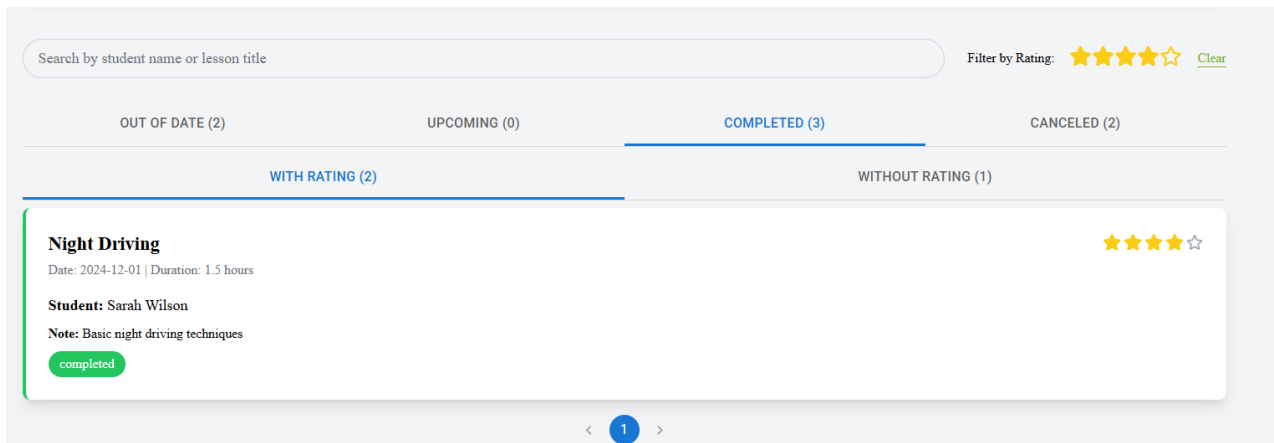 Search by student name or lesson title
Filter by Rating:
Clear
OUT OF DATE (2)
UPCOMING (0)
COMPLETED (3)
CANCELED (2)
WITH RATING (2)
WITHOUT RATING (1)
Night Driving
Date: 2024-12-01 | Duration: 1.5 hours
Student: Sarah Wilson
Note: Basic night driving techniques
completed
1